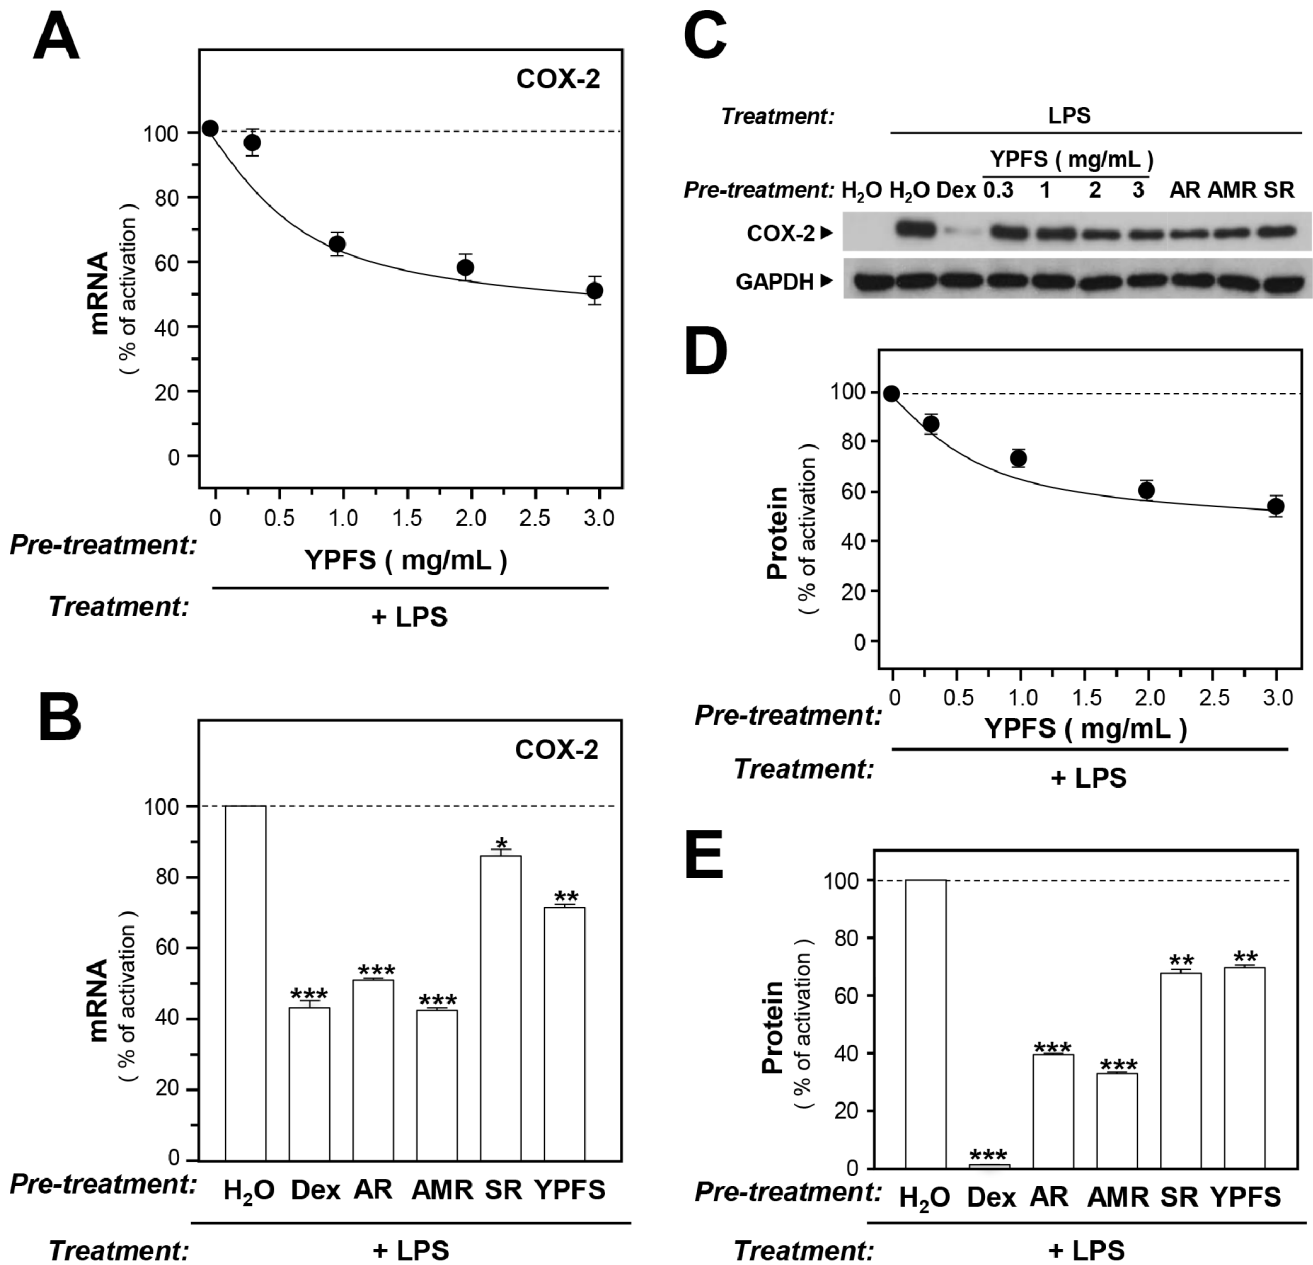 A
COX-2
100
80
60
40
20
0
mRNA
( % of activation )
0 0.5 1.0 1.5 2.0 2.5 3.0
Pre-treatment:
YPFS ( mg/mL )
Treatment:
+ LPS
B
COX-2
100
80
60
40
20
0
mRNA
( % of activation )
*
**
***
***
***
Pre-treatment: H₂O Dex AR AMR SR YPFS
Treatment: + LPS
C
Treatment: LPS
YPFS ( mg/mL )
Pre-treatment: H₂O H₂O Dex 0.3 1 2 3 AR AMR SR
COX-2
GAPDH
D
100
80
60
40
20
0
Protein
( % of activation )
0 0.5 1.0 1.5 2.0 2.5 3.0
Pre-treatment:
YPFS ( mg/mL )
Treatment:
+ LPS
E
100
80
60
40
20
0
Protein
( % of activation )
**
**
***
***
***
Pre-treatment: H₂O Dex AR AMR SR YPFS
Treatment: + LPS